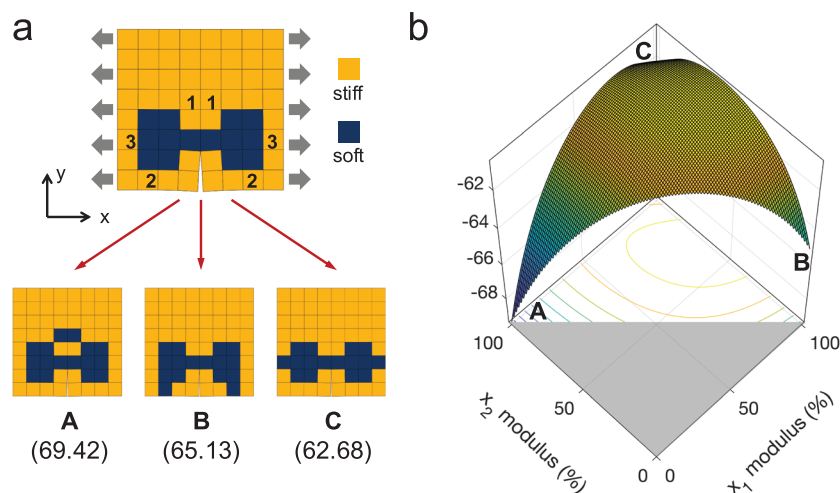 a
1 1
3 3
2 2
stiff
soft
y
x
A
(69.42)
B
(65.13)
C
(62.68)
b
C
-62
-64
-66
-68
B
A
100
100
50
50
0 0
x2 modulus (%)
x1 modulus (%)